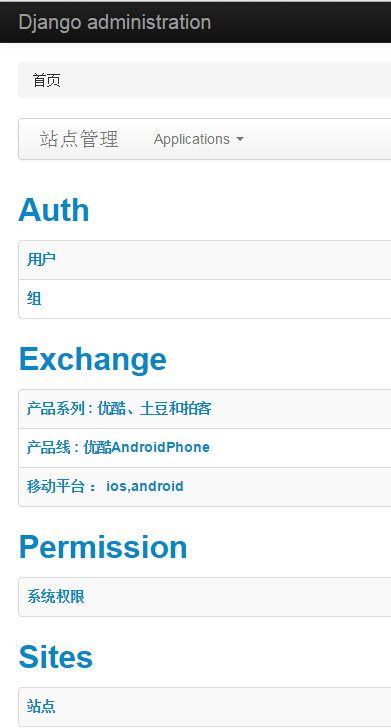 Django administration
首页
站点管理 Applications
Auth
用户
组
Exchange
产品系列 : 优酷、土豆和拍客
产品线 : 优酷AndroidPhone
移动平台 ： ios,android
Permission
系统权限
Sites
站点